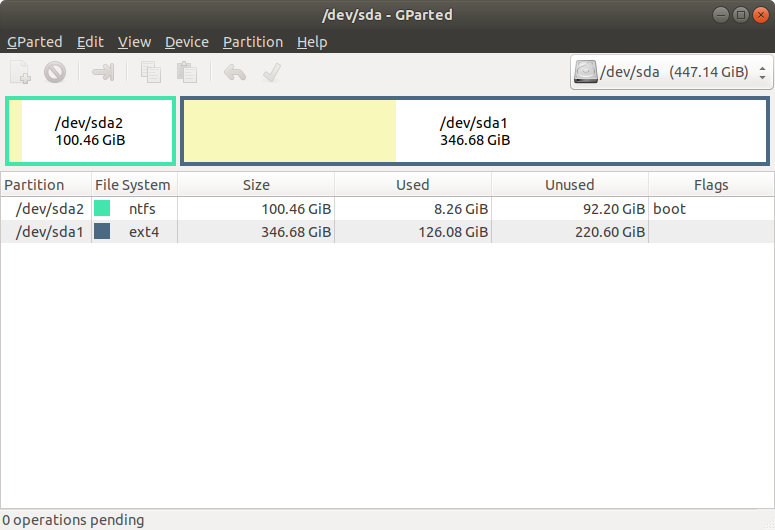 /dev/sda - GParted
GParted Edit View Device Partition Help
/dev/sda (447.14 GiB)
/dev/sda2
100.46 GiB
/dev/sda1
346.68 GiB
Partition File System Size Used Unused Flags
/dev/sda2 ntfs 100.46 GiB 8.26 GiB 92.20 GiB boot
/dev/sda1 ext4 346.68 GiB 126.08 GiB 220.60 GiB
0 operations pending